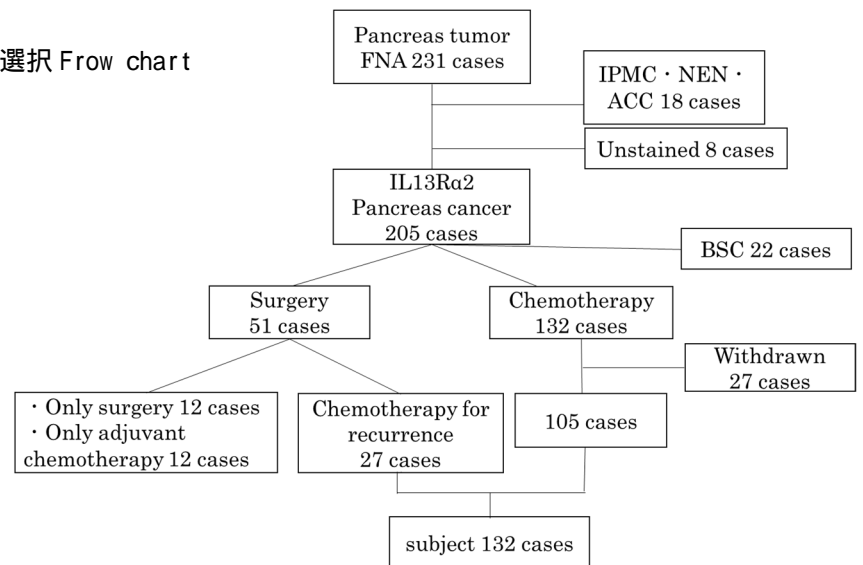 選択 Frow chart
Pancreas tumor
FNA 231 cases
IPMC・NEN・
ACC 18 cases
Unstained 8 cases
IL13Rα2
Pancreas cancer
205 cases
BSC 22 cases
Surgery
51 cases
Chemotherapy
132 cases
Withdrawn
27 cases
・Only surgery 12 cases
・Only adjuvant
chemotherapy 12 cases
Chemotherapy for
recurrence
27 cases
105 cases
subject 132 cases